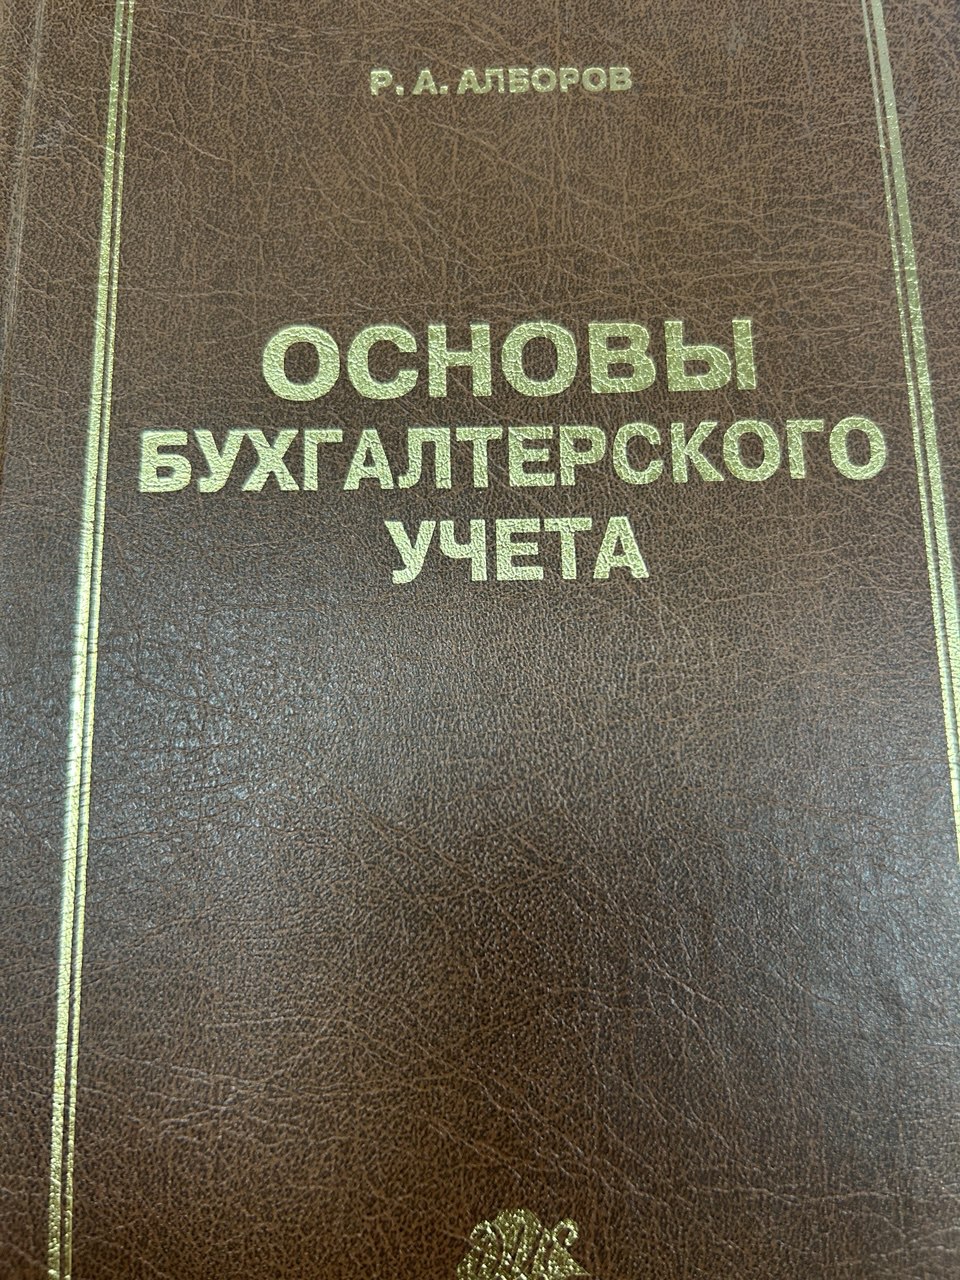 Р. А. АЛБОРОВ
ОСНОВЫ
БУХГАЛТЕРСКОГО
УЧЕТА